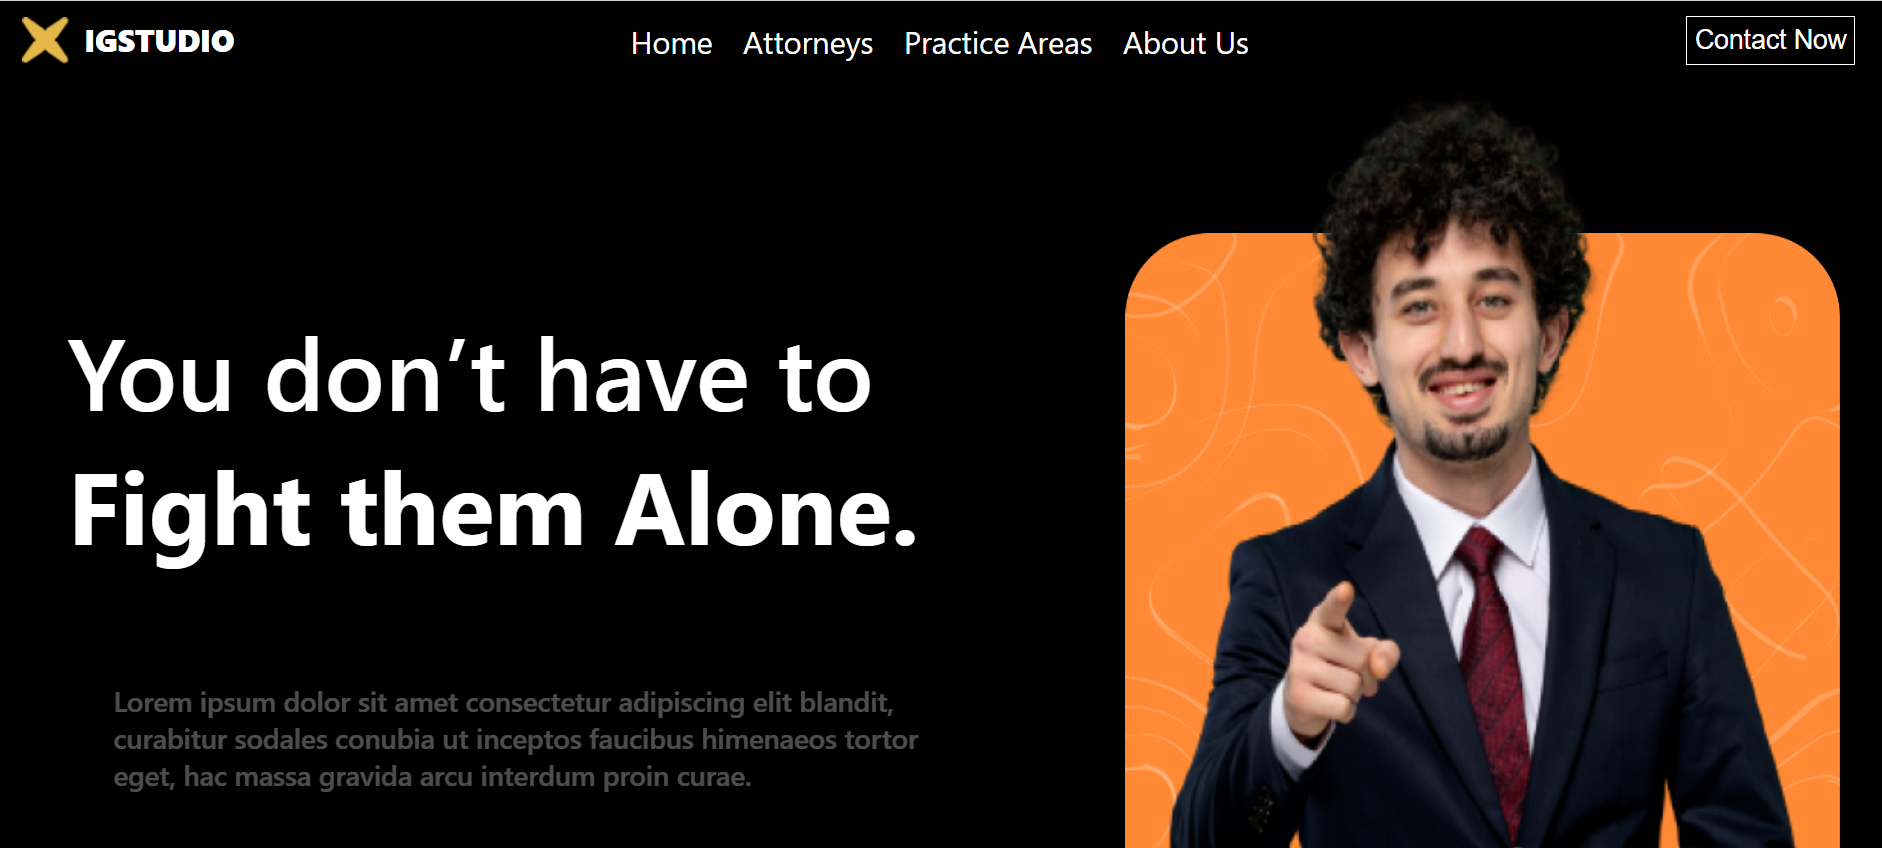 IGSTUDIO
Home Attorneys Practice Areas About Us
Contact Now
You don’t have to
Fight them Alone.
Lorem ipsum dolor sit amet consectetur adipiscing elit blandit,
curabitur sodales conubia ut inceptos faucibus himenaeos tortor
eget, hac massa gravida arcu interdum proin curae.